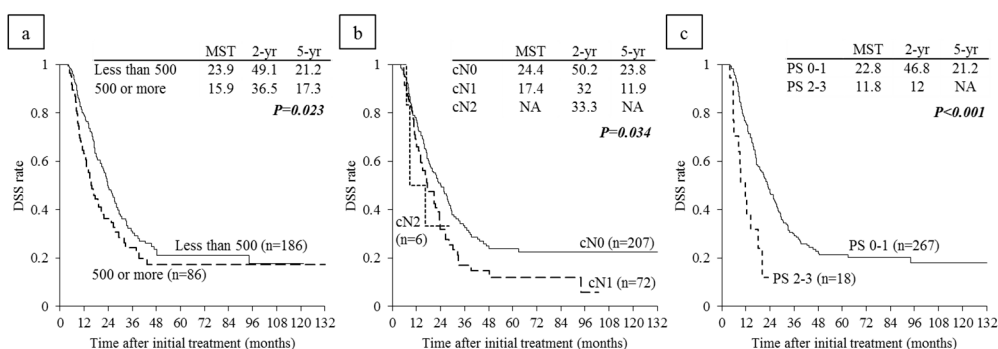 a
MST 2-yr 5-yr
Less than 500 23.9 49.1 21.2
500 or more 15.9 36.5 17.3
P=0.023
DSS rate
1
0.8
0.6
0.4
0.2
0
Less than 500 (n=186)
500 or more (n=86)
0 12 24 36 48 60 72 84 96 108 120 132
Time after initial treatment (months)
b
MST 2-yr 5-yr
cN0 24.4 50.2 23.8
cN1 17.4 32 11.9
cN2 NA 33.3 NA
P=0.034
DSS rate
1
0.8
0.6
0.4
0.2
0
cN2
(n=6)
cN0 (n=207)
cN1 (n=72)
0 12 24 36 48 60 72 84 96 108 120 132
Time after initial treatment (months)
c
MST 2-yr 5-yr
PS 0-1 22.8 46.8 21.2
PS 2-3 11.8 12 NA
P<0.001
DSS rate
1
0.8
0.6
0.4
0.2
0
PS 0-1 (n=267)
PS 2-3 (n=18)
0 12 24 36 48 60 72 84 96 108 120 132
Time after initial treatment (months)